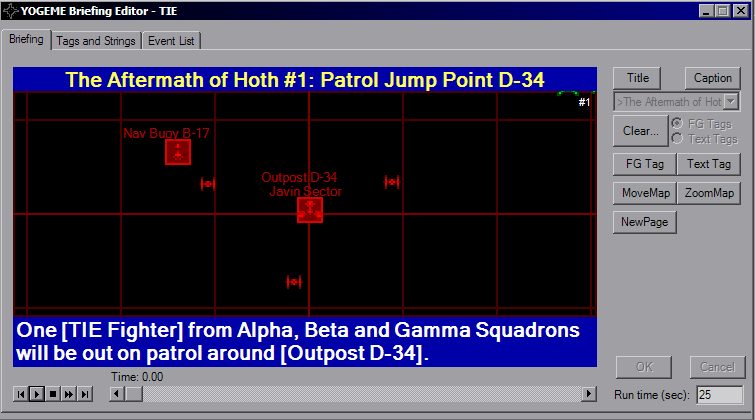 YOGEME Briefing Editor - TIE
Briefing
Tags and Strings
Event List
The Aftermath of Hoth #1: Patrol Jump Point D-34
#1
Nav Buoy B-17
Outpost D-34
Javin Sector
One [TIE Fighter] from Alpha, Beta and Gamma Squadrons
will be out on patrol around [Outpost D-34].
Time: 0.00
Title
Caption
>The Aftermath of Hot
Clear...
FG Tags
Text Tags
FG Tag
Text Tag
MoveMap
ZoomMap
NewPage
OK
Cancel
Run time (sec):
25